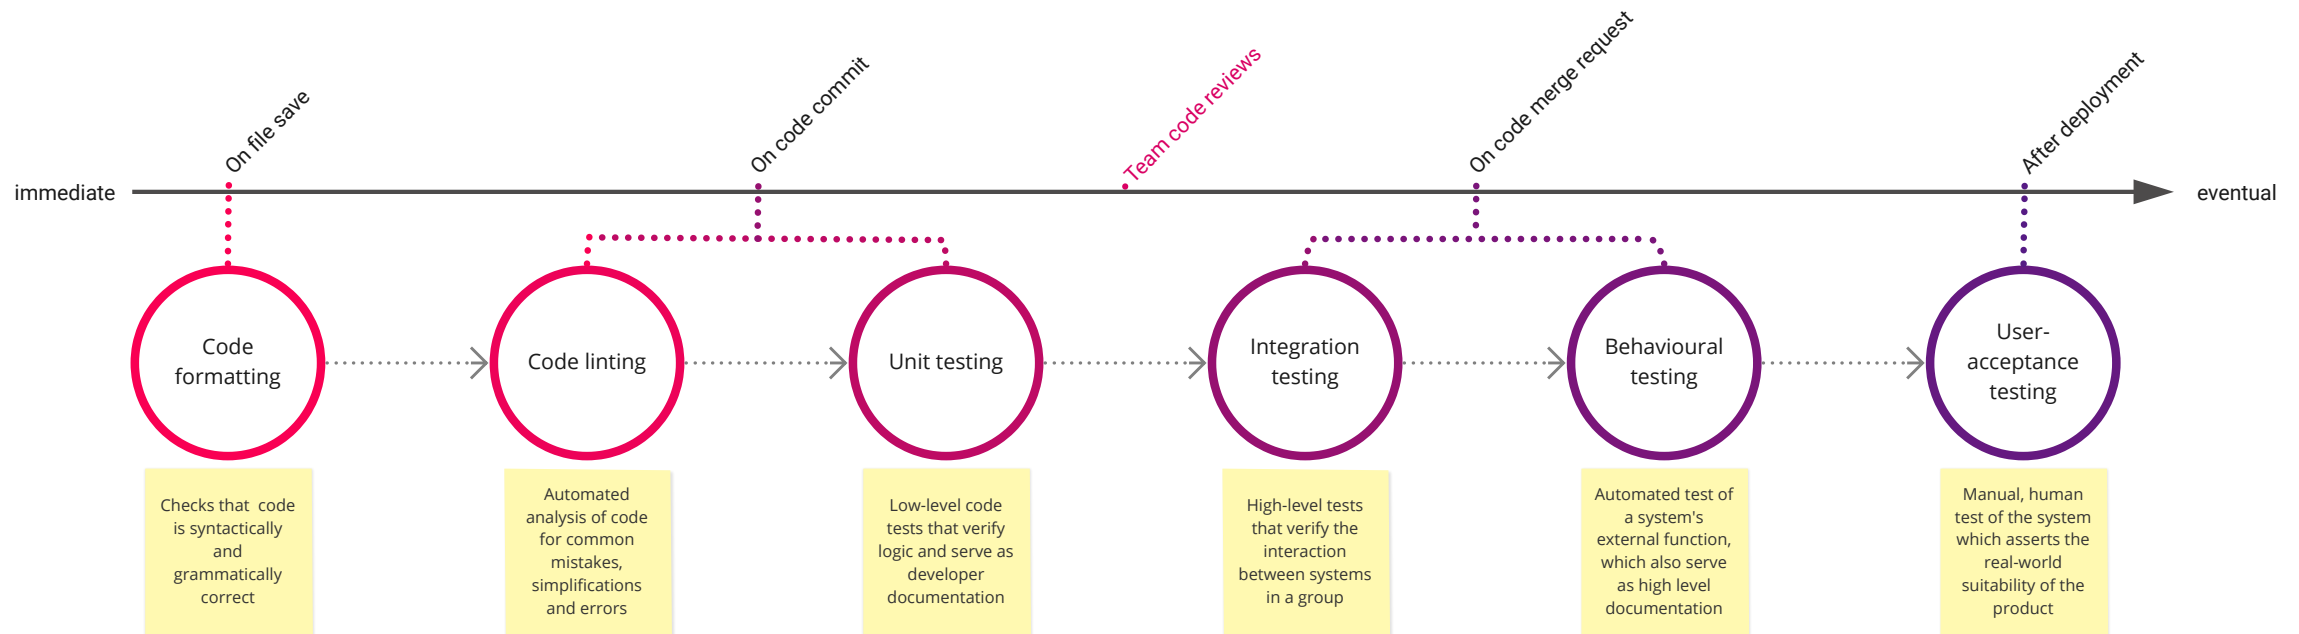 On file save
On code commit
Team code reviews
On code merge request
After deployment
immediate
eventual
Code
formatting
Code linting
Unit testing
Integration
testing
Behavioural
testing
User-
acceptance
testing
Checks that code
is syntactically
and
grammatically
correct
Automated
analysis of code
for common
mistakes,
simplifications
and errors
Low-level code
tests that verify
logic and serve as
developer
documentation
High-level tests
that verify the
interaction
between systems
in a group
Automated test of
a system's
external function,
which also serve
as high level
documentation
Manual, human
test of the system
which asserts the
real-world
suitability of the
product